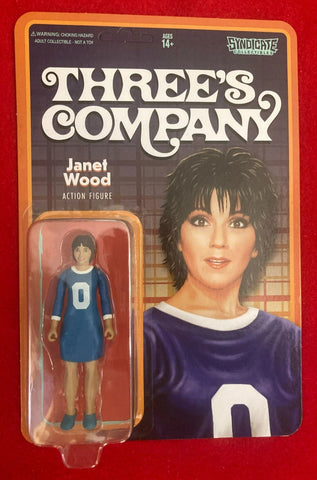 WARNING: CHOKING HAZARD
ADULT COLLECTIBLE - NOT A TOY
AGES
14+
SYNDICATE
COLLECTIBLES
THREE'S
COMPANY
Janet
Wood
ACTION FIGURE
0
0